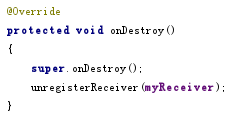 @Override
protected void onDestroy()
{
    super.onDestroy();
    unregisterReceiver(myReceiver);
}